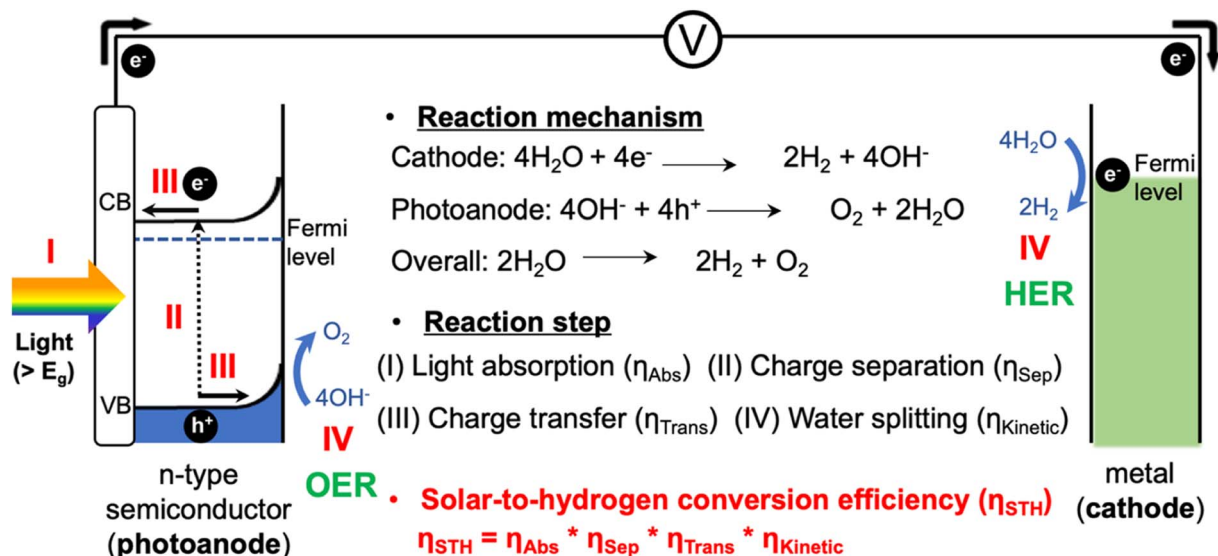 V
e-
e-
• Reaction mechanism
Cathode: 4H₂O + 4e⁻ ⟶ 2H₂ + 4OH⁻
Photoanode: 4OH⁻ + 4h⁺ ⟶ O₂ + 2H₂O
Overall: 2H₂O ⟶ 2H₂ + O₂
• Reaction step
(I) Light absorption (η_Abs) (II) Charge separation (η_Sep)
(III) Charge transfer (η_Trans) (IV) Water splitting (η_Kinetic)
• Solar-to-hydrogen conversion efficiency (η_STH)
η_STH = η_Abs * η_Sep * η_Trans * η_Kinetic
III
e-
CB
Fermi
level
I
II
Light
(> E_g)
III
O₂
4OH⁻
VB
h⁺
IV
OER
n-type
semiconductor
(photoanode)
4H₂O
e-
Fermi
level
2H₂
IV
HER
metal
(cathode)